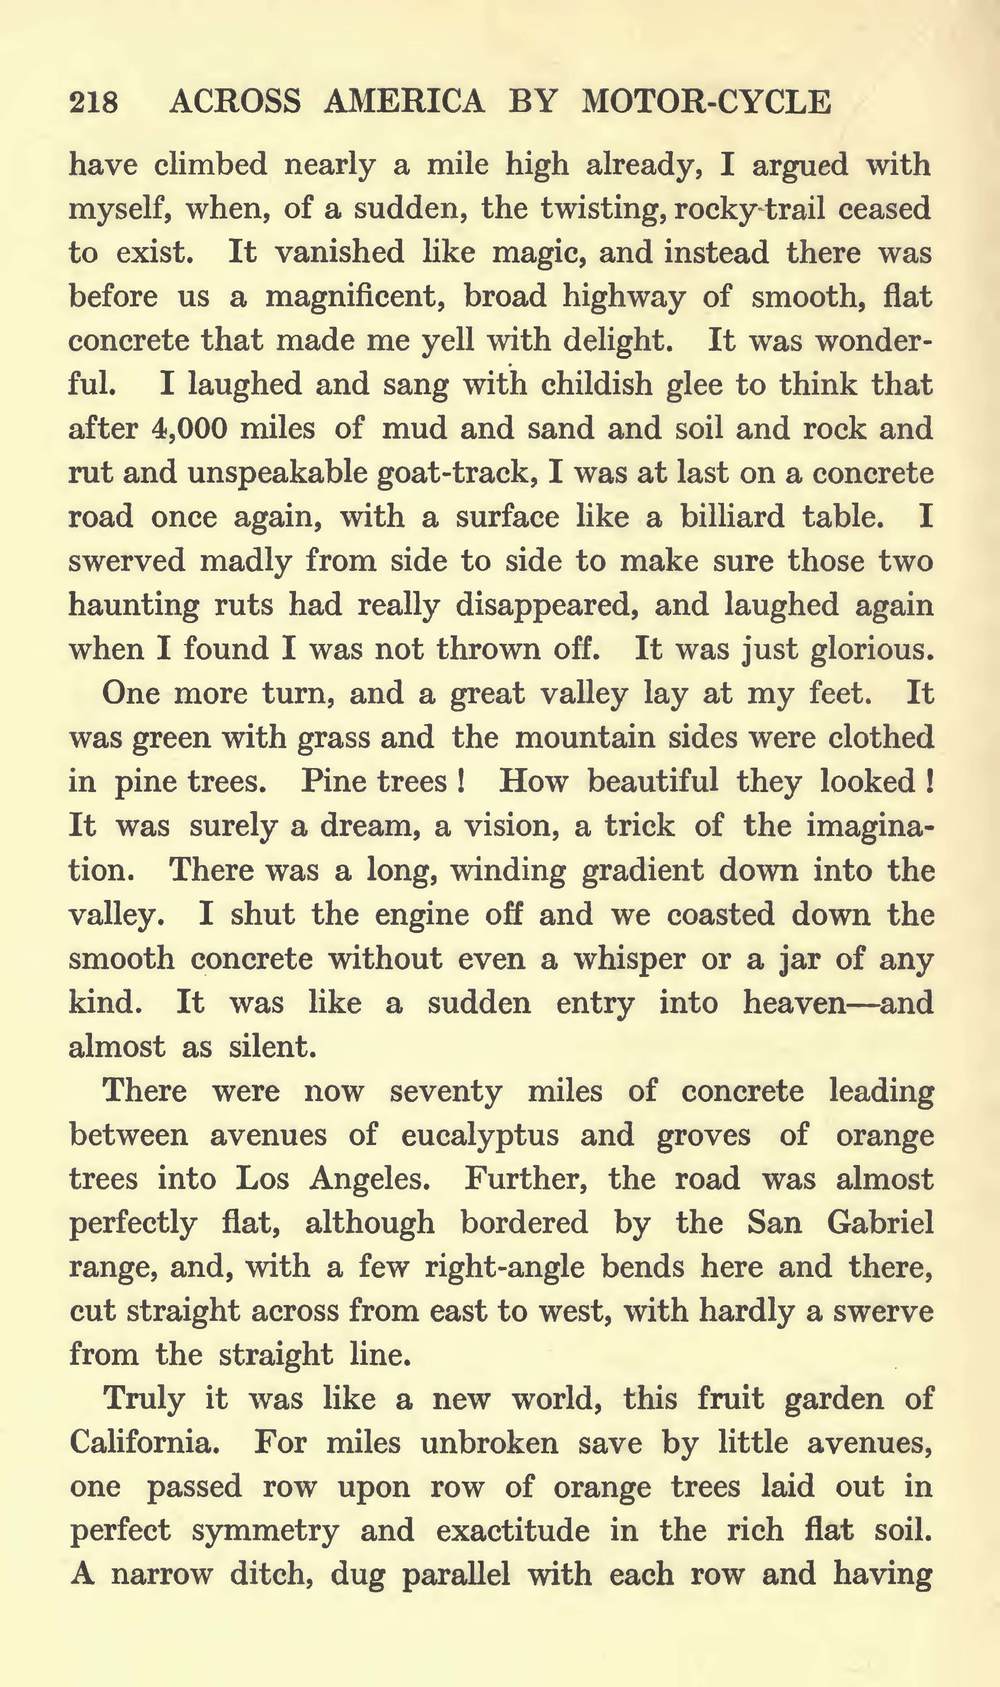 218 ACROSS AMERICA BY MOTOR-CYCLE
have climbed nearly a mile high already, I argued with
myself, when, of a sudden, the twisting, rocky-trail ceased
to exist. It vanished like magic, and instead there was
before us a magnificent, broad highway of smooth, flat
concrete that made me yell with delight. It was wonder-
ful. I laughed and sang with childish glee to think that
after 4,000 miles of mud and sand and soil and rock and
rut and unspeakable goat-track, I was at last on a concrete
road once again, with a surface like a billiard table. I
swerved madly from side to side to make sure those two
haunting ruts had really disappeared, and laughed again
when I found I was not thrown off. It was just glorious.
One more turn, and a great valley lay at my feet. It
was green with grass and the mountain sides were clothed
in pine trees. Pine trees ! How beautiful they looked !
It was surely a dream, a vision, a trick of the imagina-
tion. There was a long, winding gradient down into the
valley. I shut the engine off and we coasted down the
smooth concrete without even a whisper or a jar of any
kind. It was like a sudden entry into heaven—and
almost as silent.
There were now seventy miles of concrete leading
between avenues of eucalyptus and groves of orange
trees into Los Angeles. Further, the road was almost
perfectly flat, although bordered by the San Gabriel
range, and, with a few right-angle bends here and there,
cut straight across from east to west, with hardly a swerve
from the straight line.
Truly it was like a new world, this fruit garden of
California. For miles unbroken save by little avenues,
one passed row upon row of orange trees laid out in
perfect symmetry and exactitude in the rich flat soil.
A narrow ditch, dug parallel with each row and having